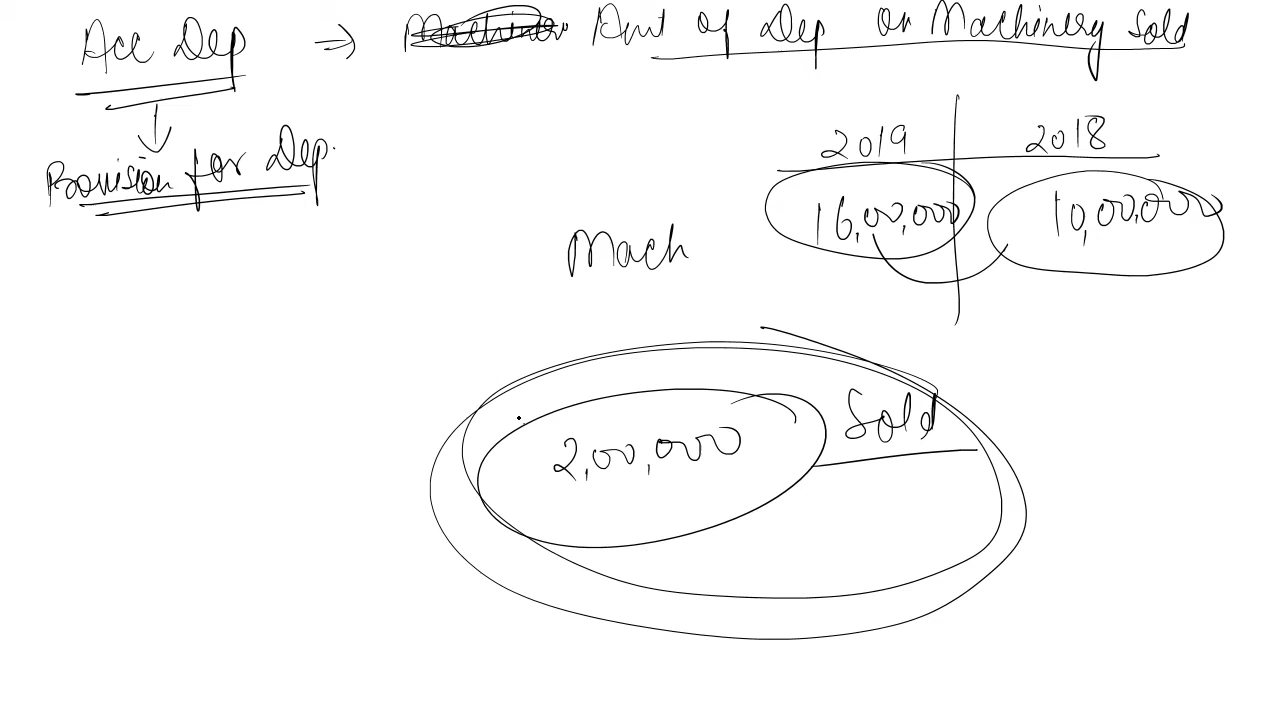 Acc Dep => Machinery Amt of Dep on Machinery Sold
Provision for Dep.
2019 2018
Mach 16,00,000 10,00,000
2,00,000 Sold